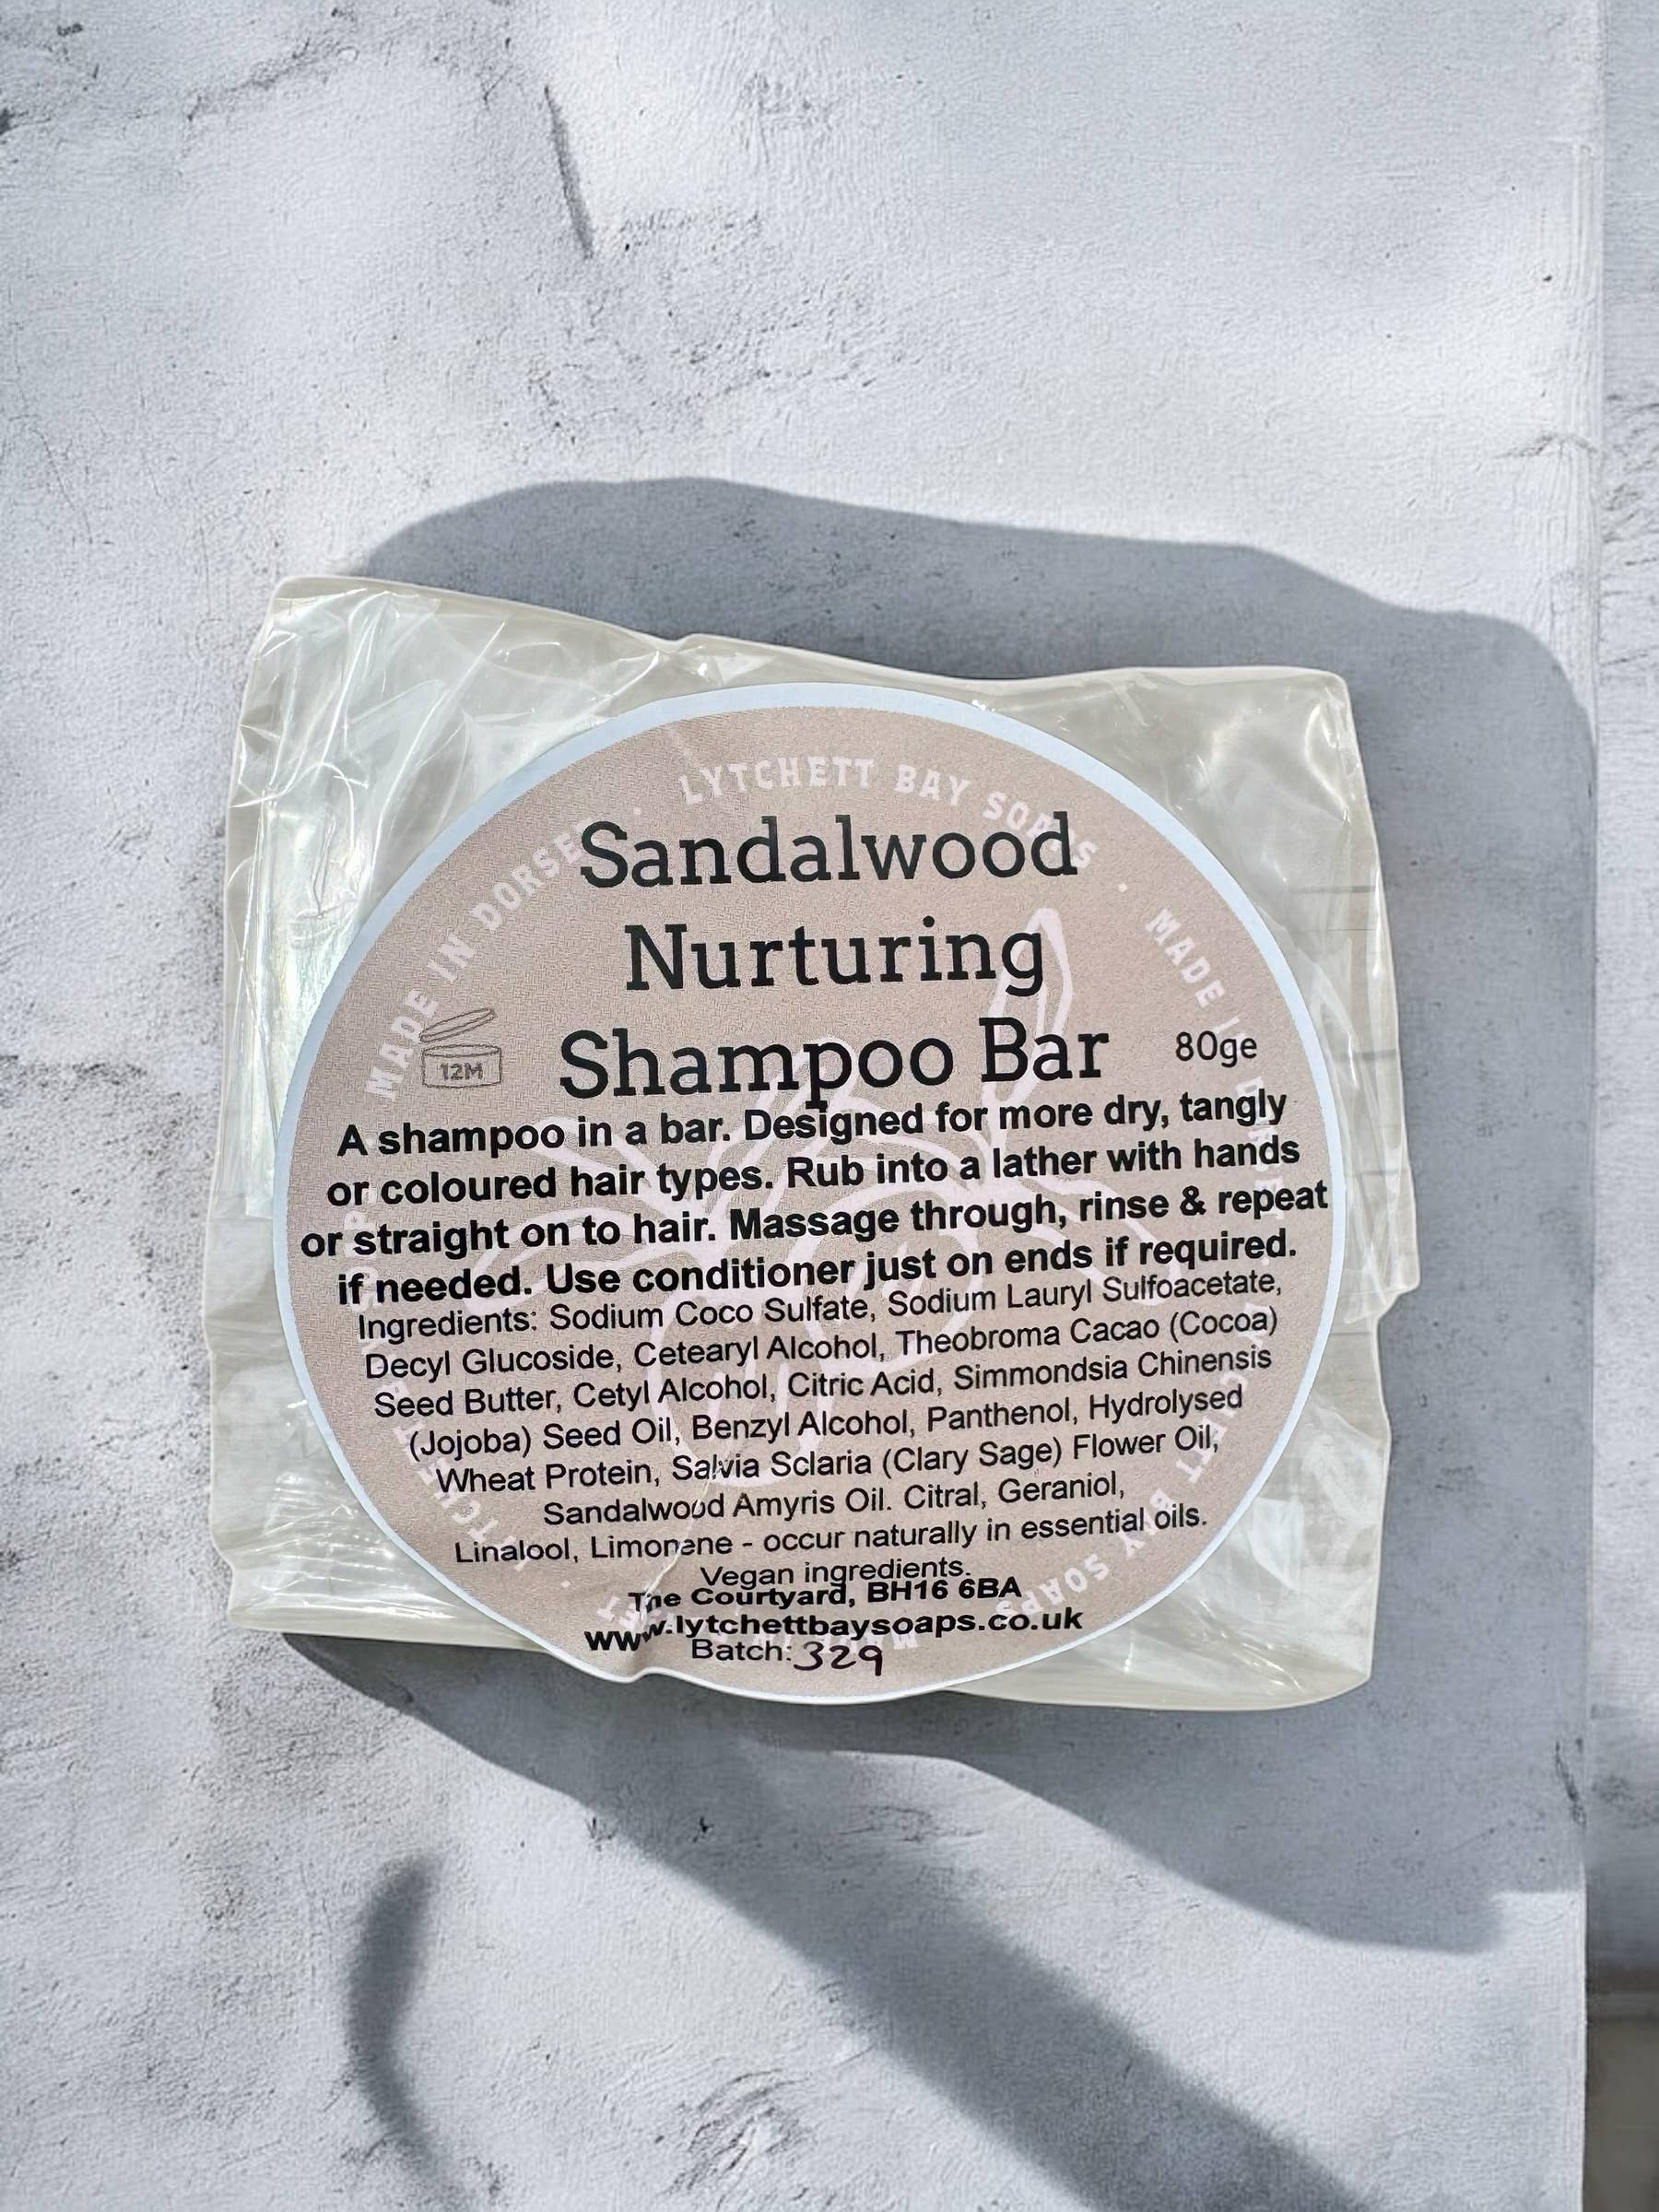 LYTCHETT BAY SOAPS · MADE IN
MADE IN DORSET ·
Sandalwood
Nurturing
Shampoo Bar
80ge
12M
A shampoo in a bar. Designed for more dry, tangly
or coloured hair types. Rub into a lather with hands
or straight on to hair. Massage through, rinse & repeat
if needed. Use conditioner just on ends if required.
Ingredients: Sodium Coco Sulfate, Sodium Lauryl Sulfoacetate,
Decyl Glucoside, Cetearyl Alcohol, Theobroma Cacao (Cocoa)
Seed Butter, Cetyl Alcohol, Citric Acid, Simmondsia Chinensis
(Jojoba) Seed Oil, Benzyl Alcohol, Panthenol, Hydrolysed
Wheat Protein, Salvia Sclaria (Clary Sage) Flower Oil,
Sandalwood Amyris Oil. Citral, Geraniol,
Linalool, Limonene - occur naturally in essential oils.
Vegan ingredients.
The Courtyard, BH16 6BA
www.lytchettbaysoaps.co.uk
Batch: 329